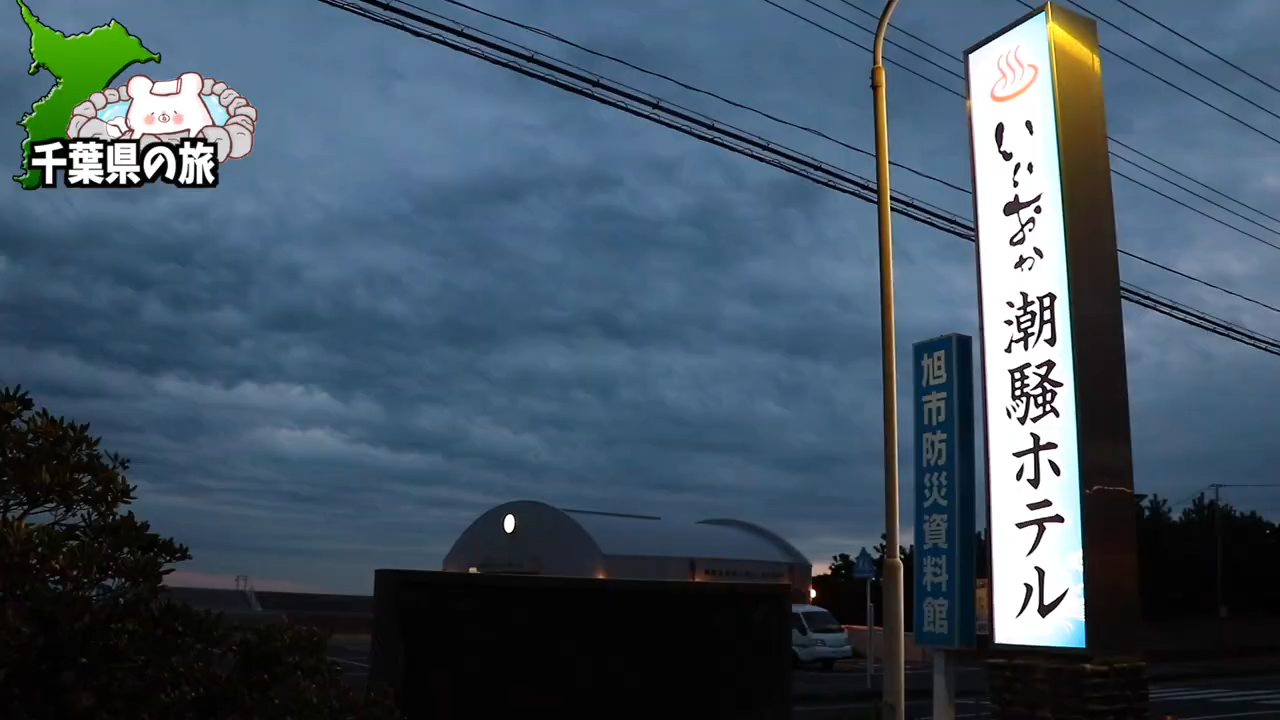 千葉県の旅
いいおか
潮騒ホテル
旭市防災資料館